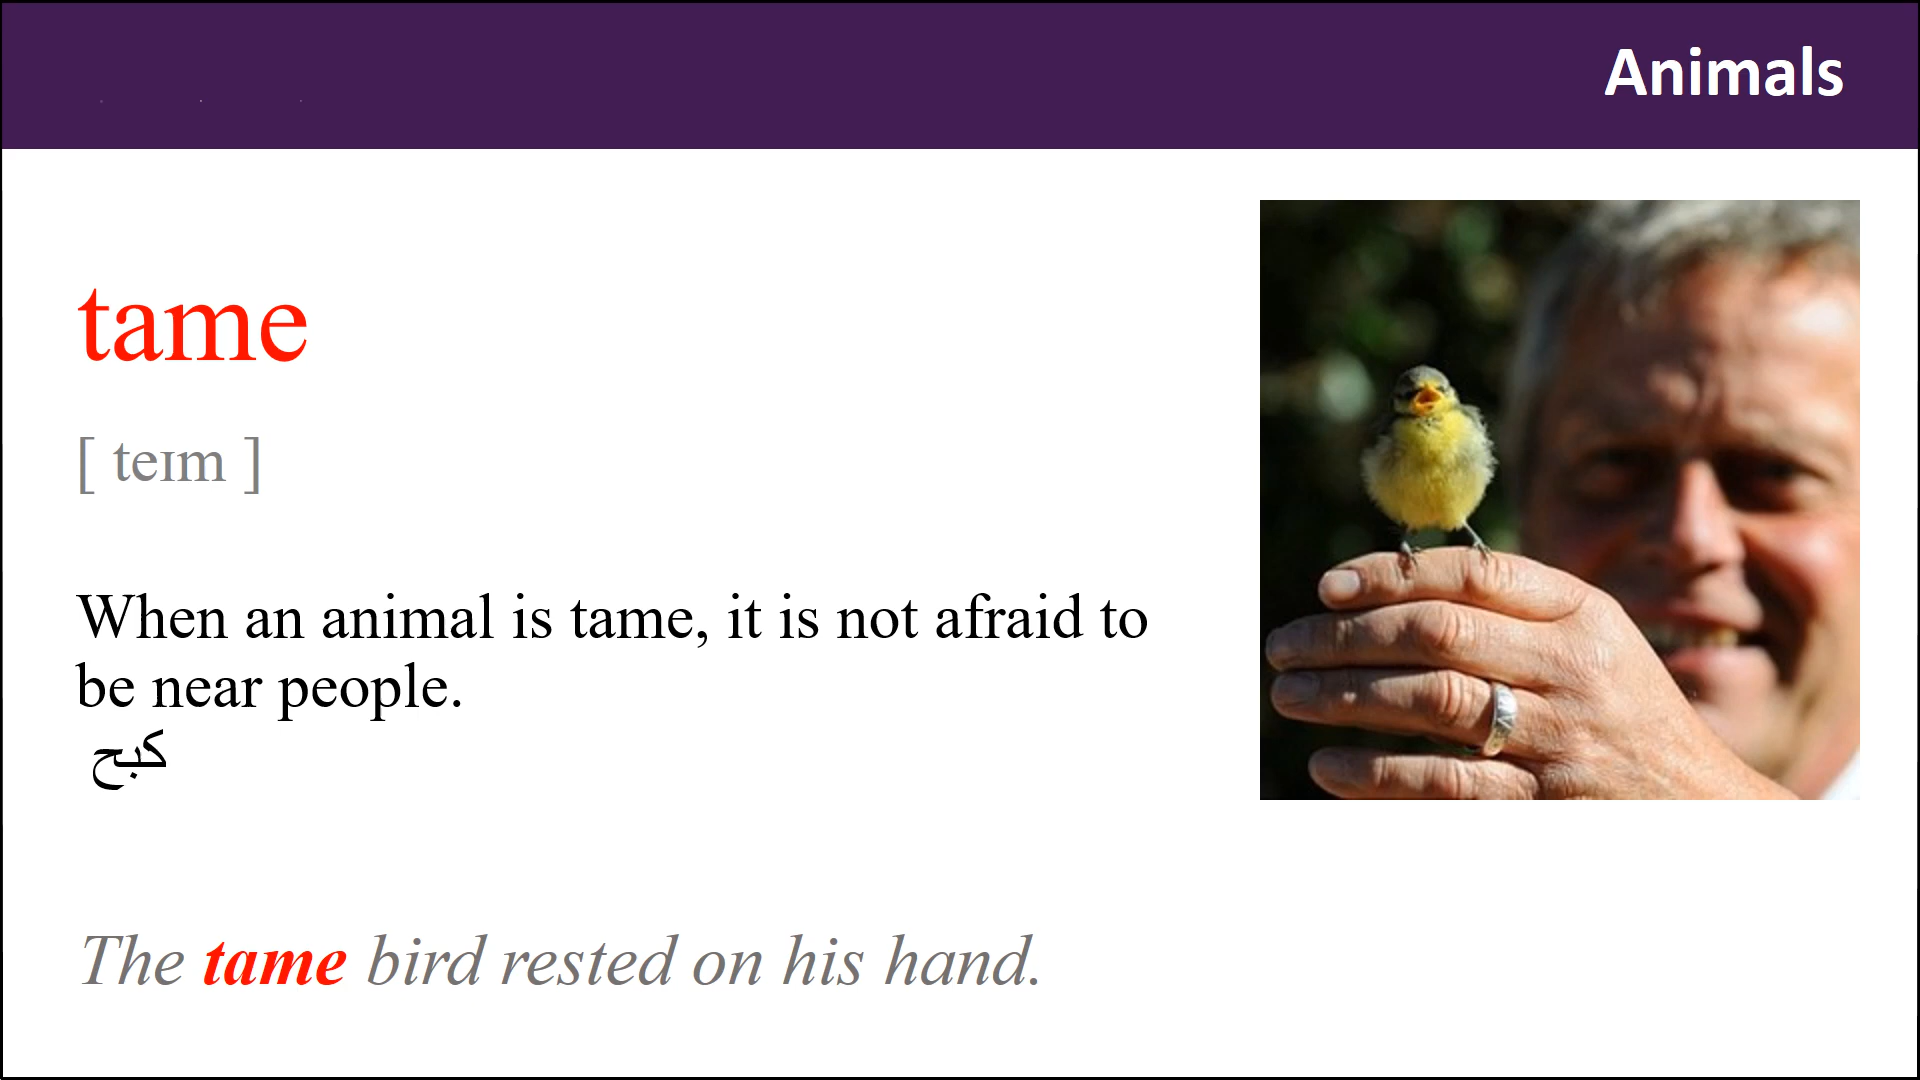 Animals
tame
[ teɪm ]
When an animal is tame, it is not afraid to
be near people.
كبح
The tame bird rested on his hand.